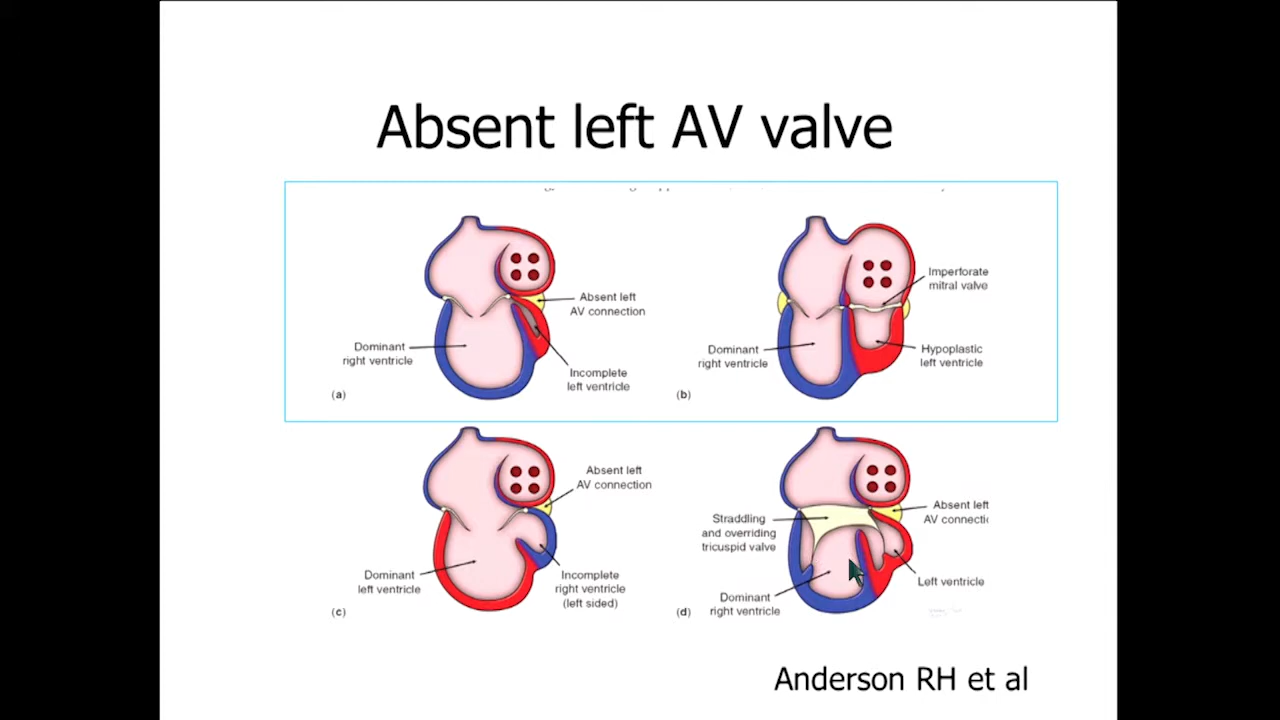 Absent left AV valve
Absent left
AV connection
Dominant
right ventricle
Incomplete
left ventricle
(a)
Imperforate
mitral valve
Dominant
right ventricle
Hypoplastic
left ventricle
(b)
Absent left
AV connection
Dominant
left ventricle
Incomplete
right ventricle
(left sided)
(c)
Absent left
AV connectic
Straddling
and overriding
tricuspid valve
Left ventricle
Dominant
right ventricle
(d)
Anderson RH et al